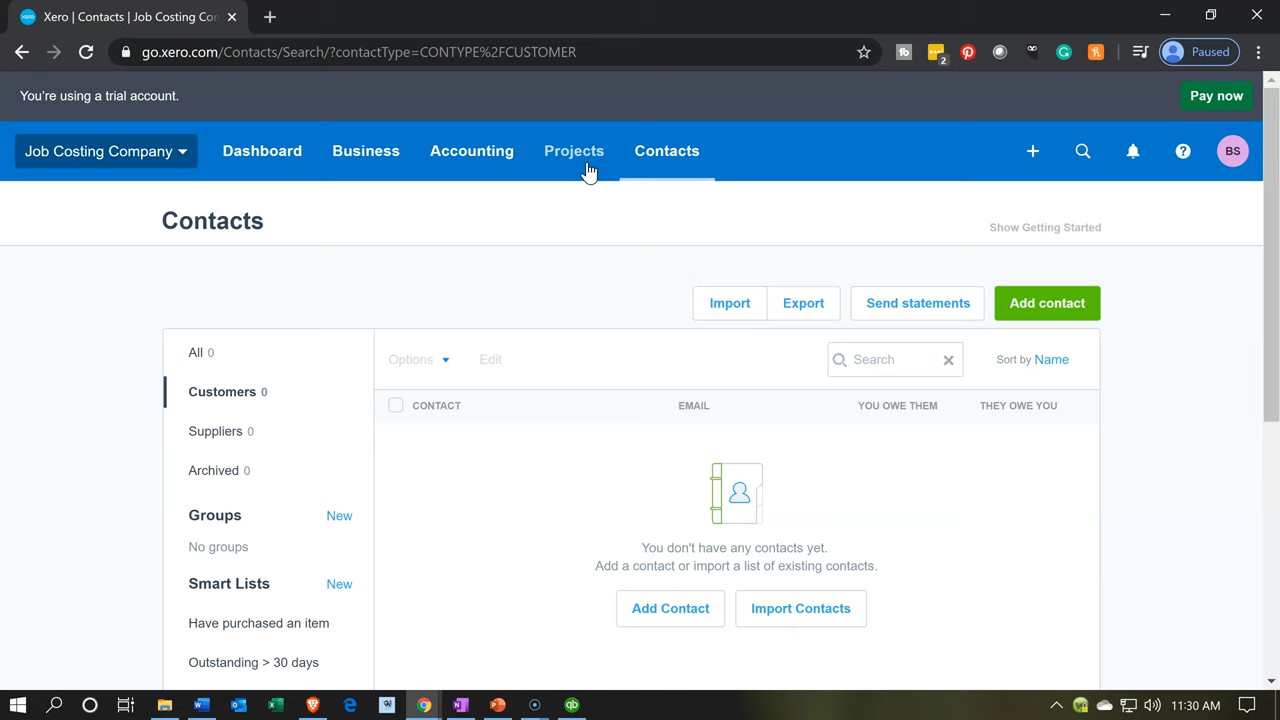 Xero | Contacts | Job Costing Con
go.xero.com/Contacts/Search/?contactType=CONTYPE%2FCUSTOMER
2
Paused
You're using a trial account.
Pay now
Job Costing Company
Dashboard
Business
Accounting
Projects
Contacts
BS
Contacts
Show Getting Started
Import
Export
Send statements
Add contact
All 0
Options
Edit
Search
Sort by Name
Customers 0
CONTACT
EMAIL
YOU OWE THEM
THEY OWE YOU
Suppliers 0
Archived 0
Groups
New
No groups
You don't have any contacts yet.
Add a contact or import a list of existing contacts.
Smart Lists
New
Add Contact
Import Contacts
Have purchased an item
Outstanding > 30 days
11:30 AM